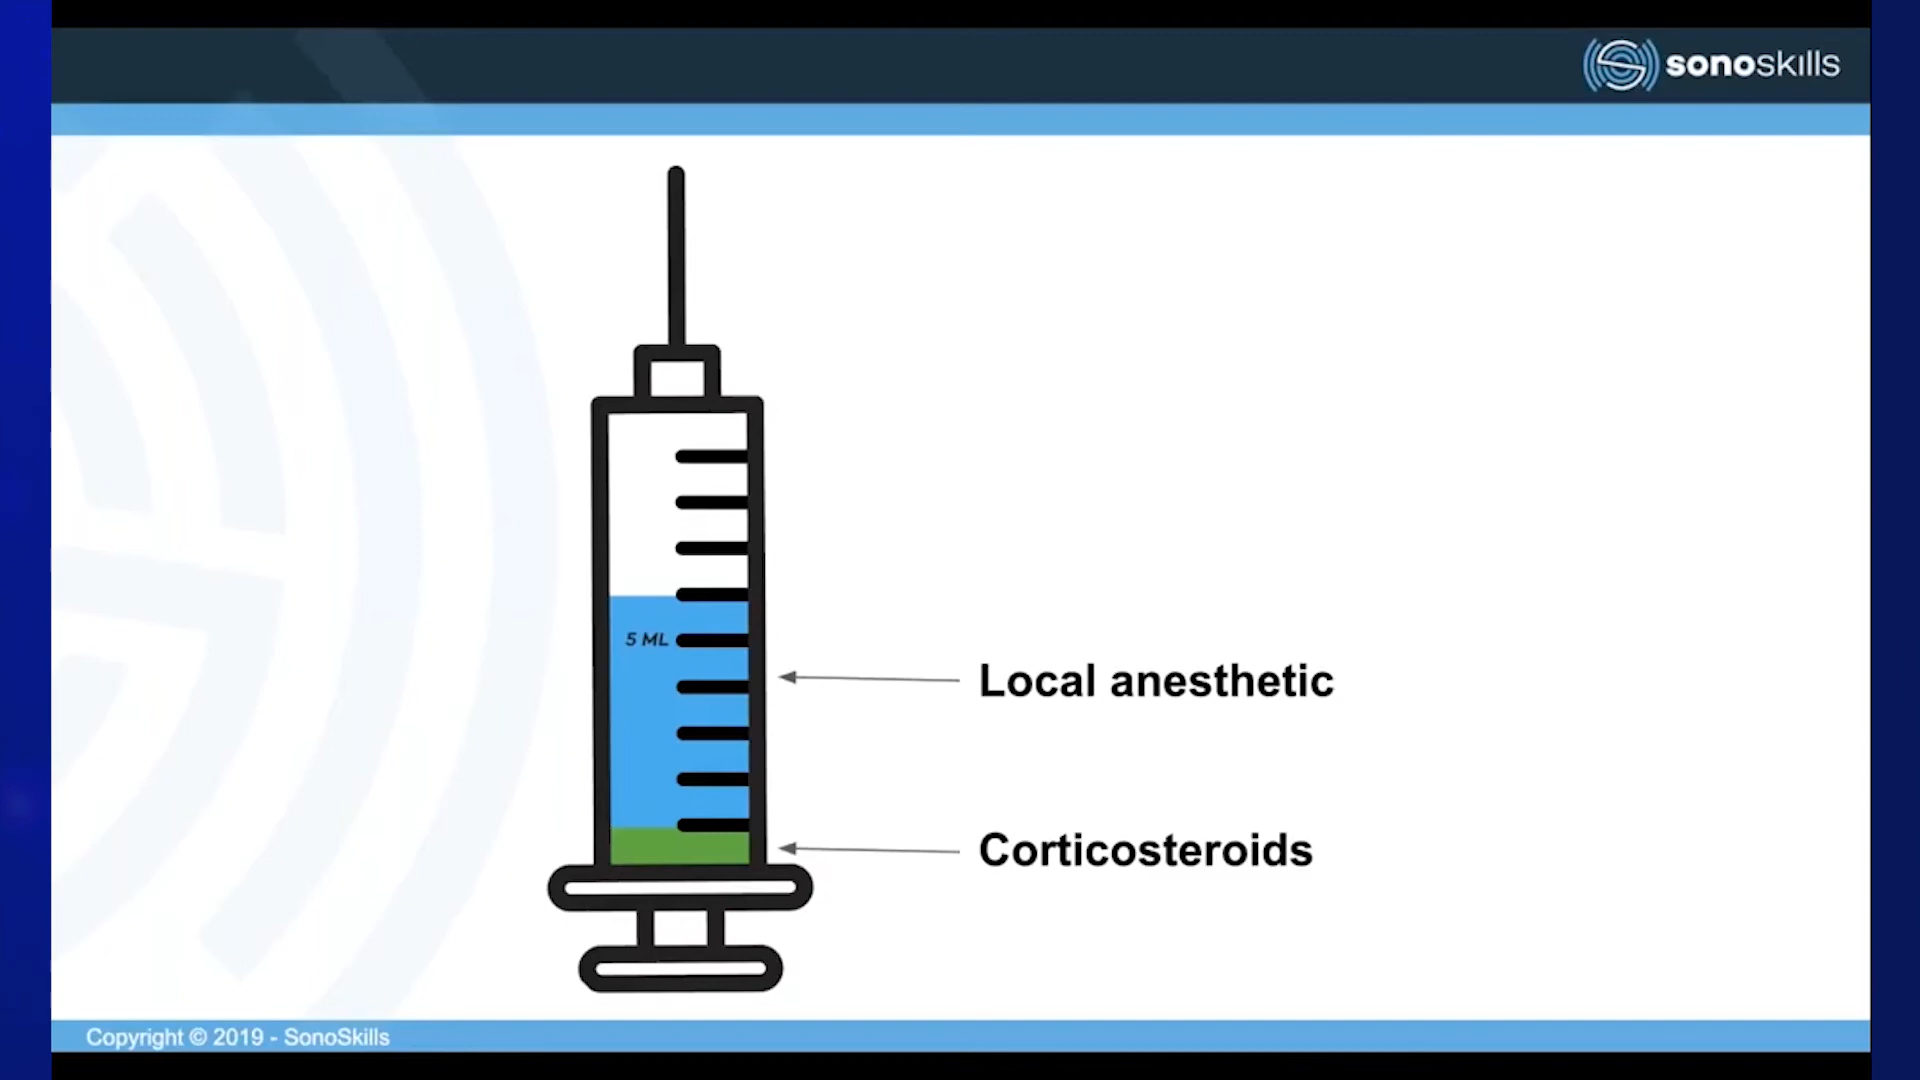 sonoskills
5 ML
Local anesthetic
Corticosteroids
Copyright © 2019 - SonoSkills